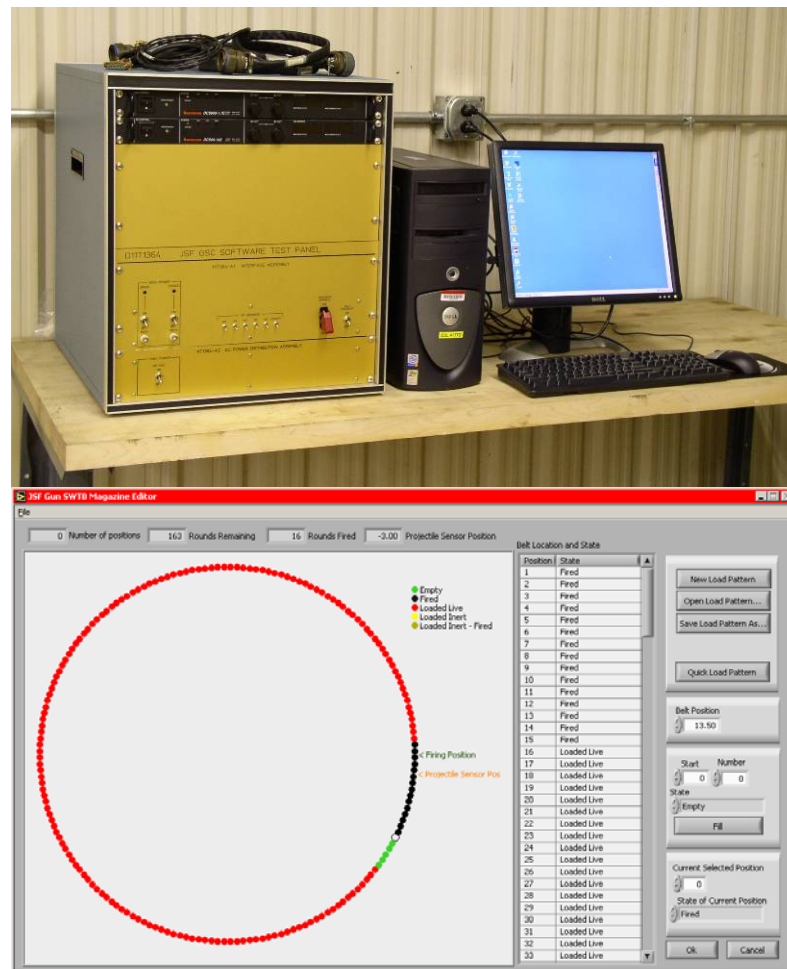 D1171364 JSF GSC SOFTWARE TEST PANEL
INTERFACE ASSEMBLY
POWER DISTRIBUTION ASSEMBLY
DELL
DELL
JSF Gun SWTB Magazine Editor
File
0 Number of positions 163 Rounds Remaining 16 Rounds Fired -3.00 Projectile Sensor Position
Empty
Fired
Loaded Live
Loaded Inert
Loaded Inert - Fired
< Firing Position
< Projectile Sensor Pos
Belt Location and State
Position State
1 Fired
2 Fired
3 Fired
4 Fired
5 Fired
6 Fired
7 Fired
8 Fired
9 Fired
10 Fired
11 Fired
12 Fired
13 Fired
14 Fired
15 Fired
16 Loaded Live
17 Loaded Live
18 Loaded Live
19 Loaded Live
20 Loaded Live
21 Loaded Live
22 Loaded Live
23 Loaded Live
24 Loaded Live
25 Loaded Live
26 Loaded Live
27 Loaded Live
28 Loaded Live
29 Loaded Live
30 Loaded Live
31 Loaded Live
32 Loaded Live
33 Loaded Live
New Load Pattern
Open Load Pattern...
Save Load Pattern As...
Quick Load Pattern
Belt Position
13.50
Start Number
0 0
State
Empty
Fill
Current Selected Position
0
State of Current Position
Fired
Ok Cancel